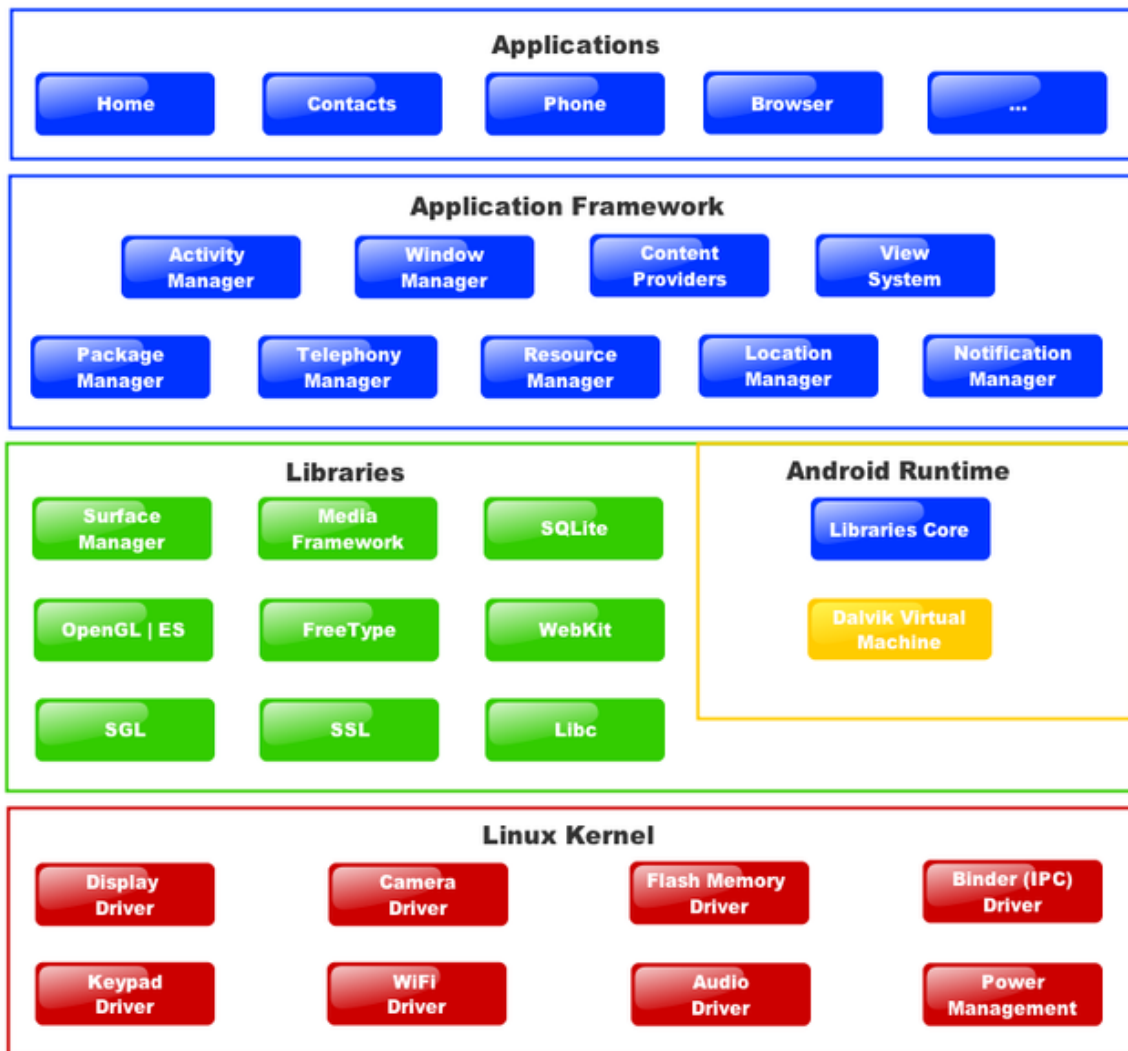 Applications
Home
Contacts
Phone
Browser
...
Application Framework
Activity
Manager
Window
Manager
Content
Providers
View
System
Package
Manager
Telephony
Manager
Resource
Manager
Location
Manager
Notification
Manager
Libraries
Surface
Manager
Media
Framework
SQLite
OpenGL | ES
FreeType
WebKit
SGL
SSL
Libc
Android Runtime
Libraries Core
Dalvik Virtual
Machine
Linux Kernel
Display
Driver
Camera
Driver
Flash Memory
Driver
Binder (IPC)
Driver
Keypad
Driver
WiFi
Driver
Audio
Driver
Power
Management